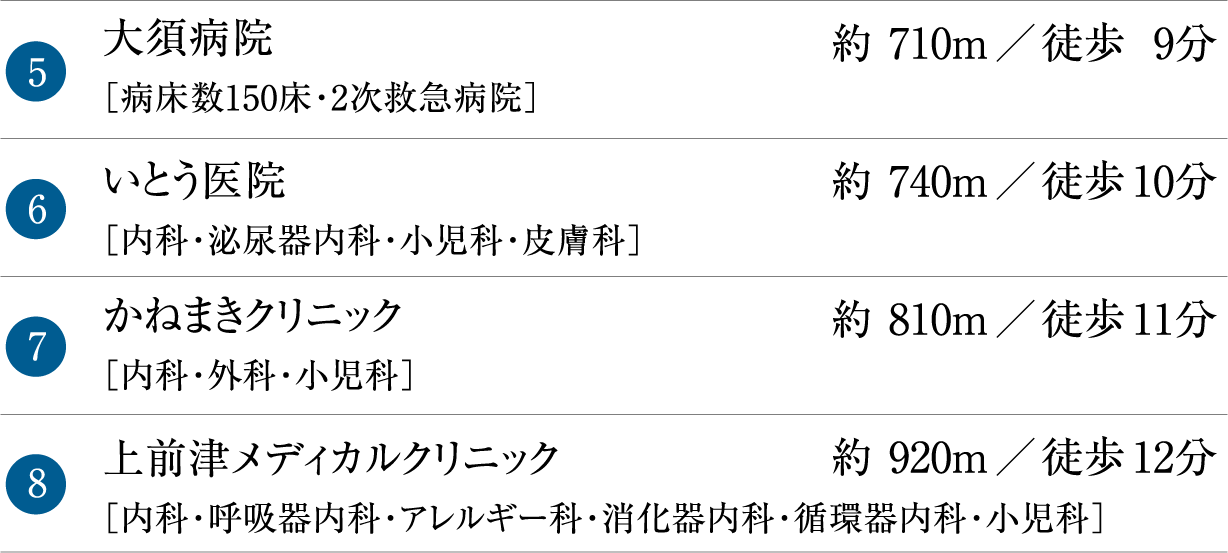 5 大須病院 約 710m／徒歩 9分
［病床数150床・2次救急病院］
6 いとう医院 約 740m／徒歩10分
［内科・泌尿器内科・小児科・皮膚科］
7 かねまきクリニック 約 810m／徒歩11分
［内科・外科・小児科］
8 上前津メディカルクリニック 約 920m／徒歩12分
［内科・呼吸器内科・アレルギー科・消化器内科・循環器内科・小児科］